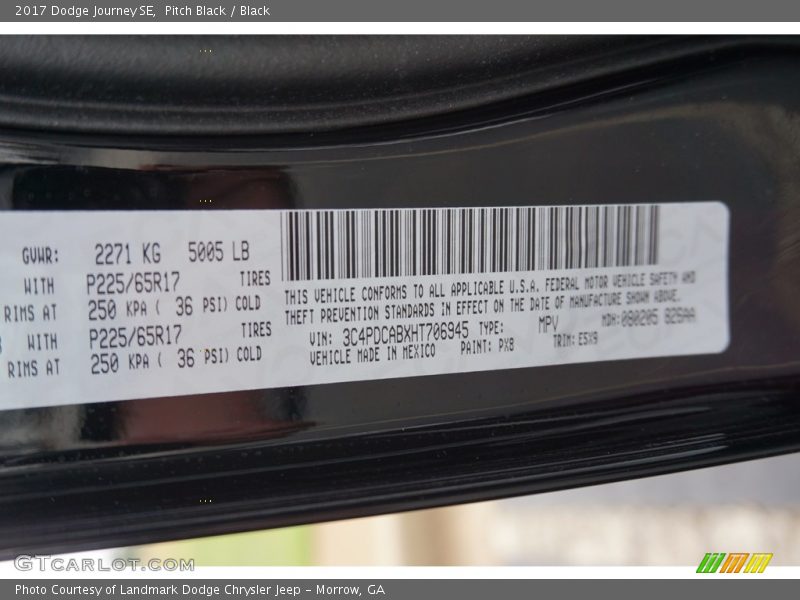 2017 Dodge Journey SE, Pitch Black / Black
GVWR: 2271 KG 5005 LB
WITH P225/65R17 TIRES
RIMS AT 250 KPA ( 36 PSI) COLD
WITH P225/65R17 TIRES
RIMS AT 250 KPA ( 36 PSI) COLD
THIS VEHICLE CONFORMS TO ALL APPLICABLE U.S.A. FEDERAL MOTOR VEHICLE SAFETY AND
THEFT PREVENTION STANDARDS IN EFFECT ON THE DATE OF MANUFACTURE SHOWN ABOVE.
VIN: 3C4PDCABXHT706945 TYPE: MPV MDH:
VEHICLE MADE IN MEXICO PAINT: PX8 TRIM: E5X9
GTCARLOT.COM
Photo Courtesy of Landmark Dodge Chrysler Jeep – Morrow, GA